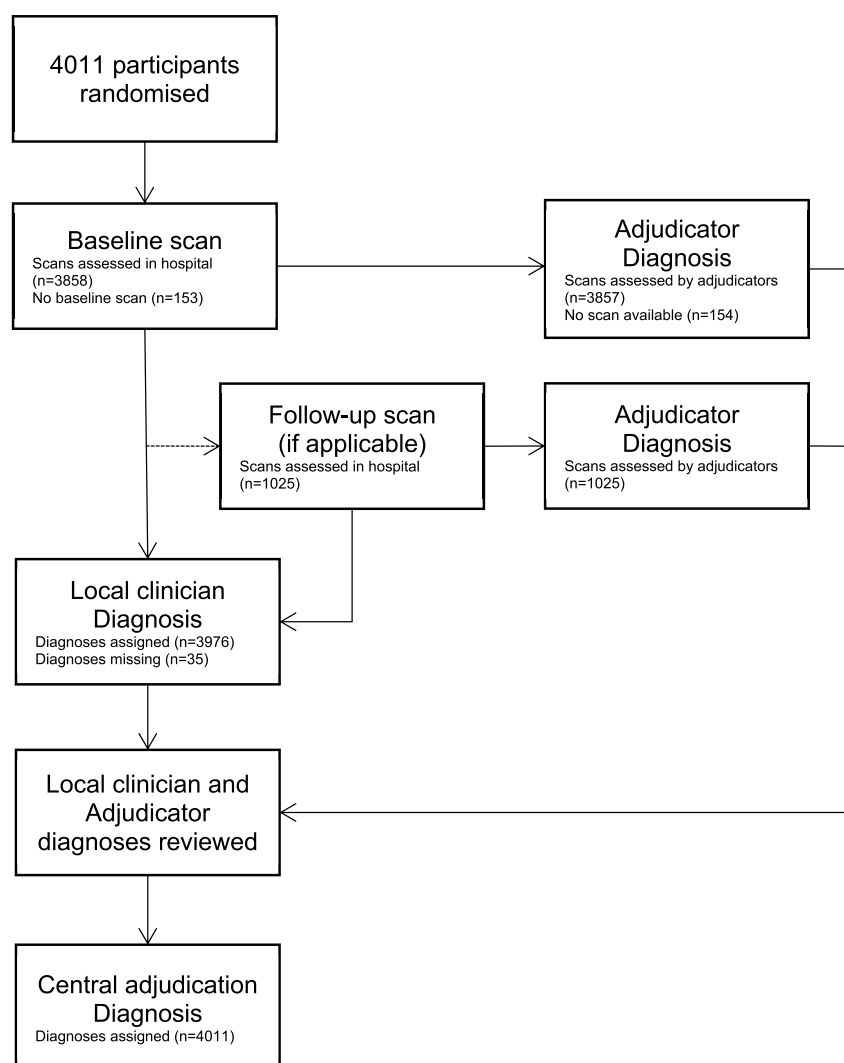 4011 participants
randomised
Baseline scan
Scans assessed in hospital
(n=3858)
No baseline scan (n=153)
Adjudicator
Diagnosis
Scans assessed by adjudicators
(n=3857)
No scan available (n=154)
Follow-up scan
(if applicable)
Scans assessed in hospital
(n=1025)
Adjudicator
Diagnosis
Scans assessed by adjudicators
(n=1025)
Local clinician
Diagnosis
Diagnoses assigned (n=3976)
Diagnoses missing (n=35)
Local clinician and
Adjudicator
diagnoses reviewed
Central adjudication
Diagnosis
Diagnoses assigned (n=4011)